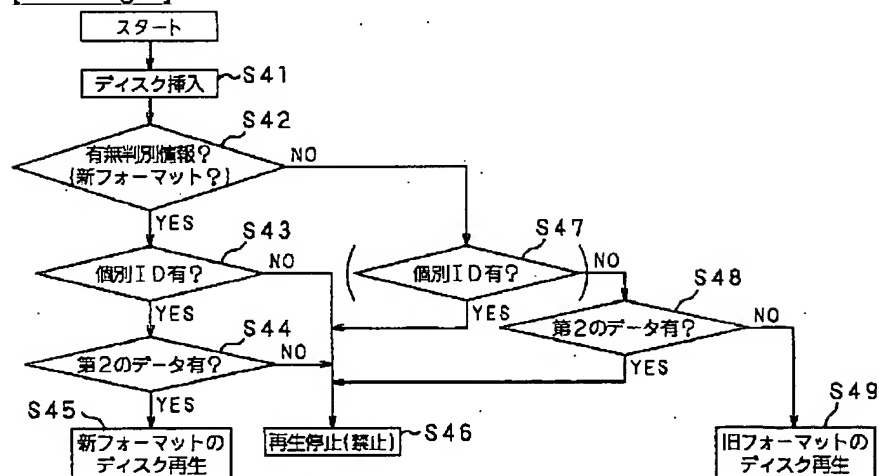 スタート
ディスク挿入 S41
S42
有無判別情報?
(新フォーマット?)
NO
YES
S43
個別ID有?
NO
YES
S47
個別ID有?
NO
YES
S48
第2のデータ有?
NO
YES
S44
第2のデータ有?
NO
YES
S45
新フォーマットの
ディスク再生
再生停止(禁止) S46
S49
旧フォーマットの
ディスク再生